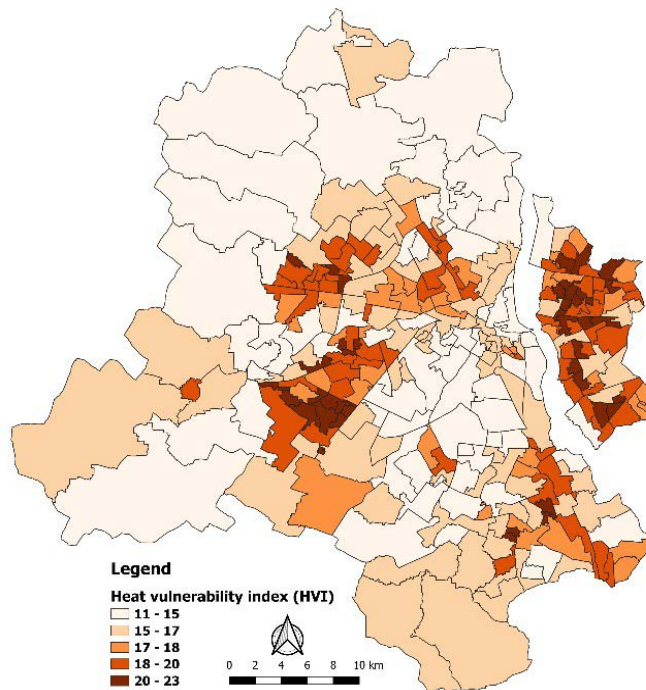 Legend
Heat vulnerability index (HVI)
11 - 15
15 - 17
17 - 18
18 - 20
20 - 23
0 2 4 6 8 10 km